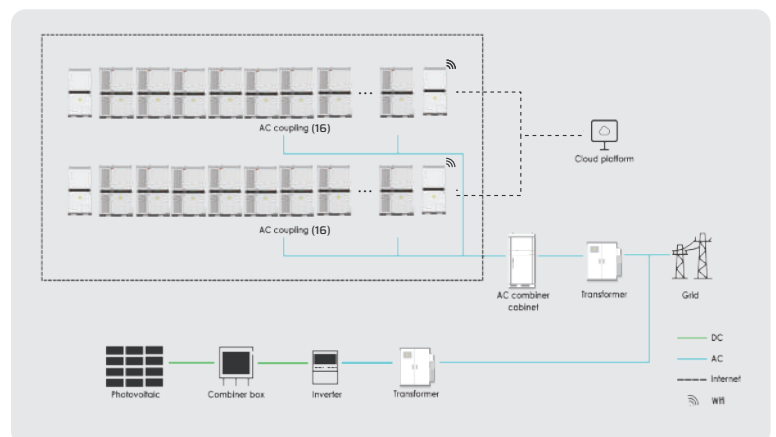 AC coupling (16)
Cloud platform
AC coupling (16)
AC combiner
cabinet
Transformer
Grid
DC
AC
Internet
Wifi
Photovoltaic
Combiner box
Inverter
Transformer